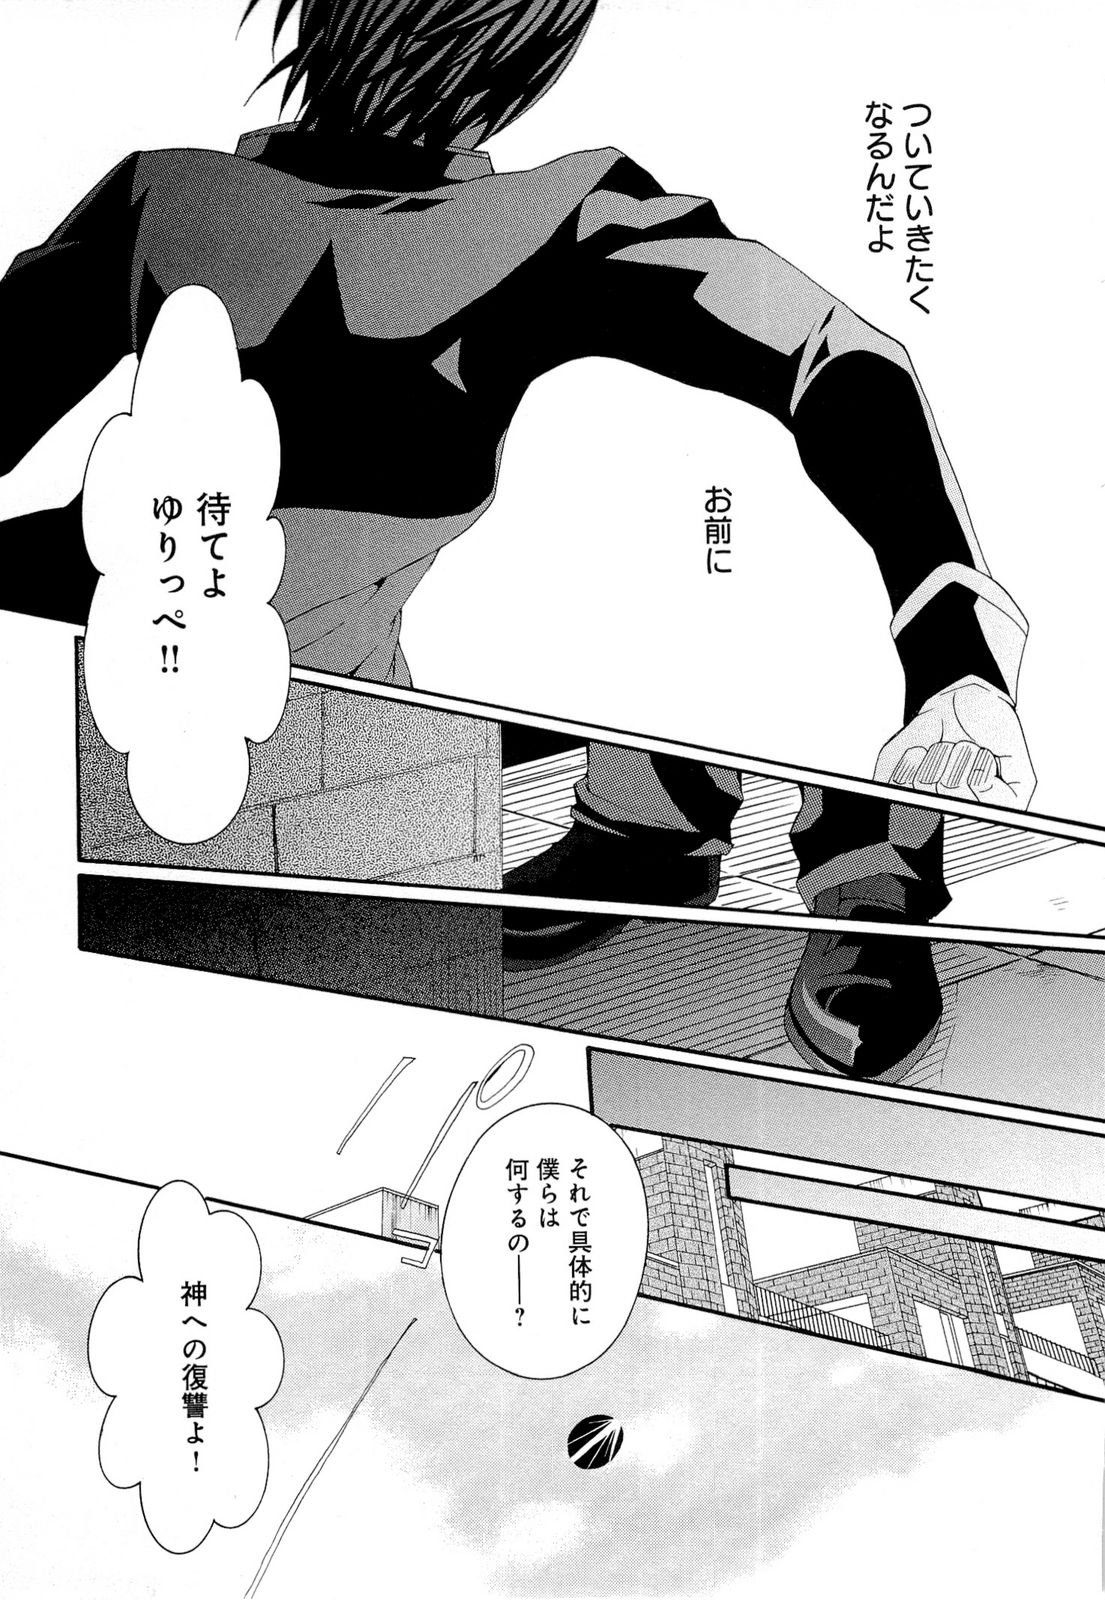 ついていきたく
なるんだよ
お前に
待てよ
ゆりっぺ!!
それで具体的に
僕らは
何するの――?
神への復讐よ!